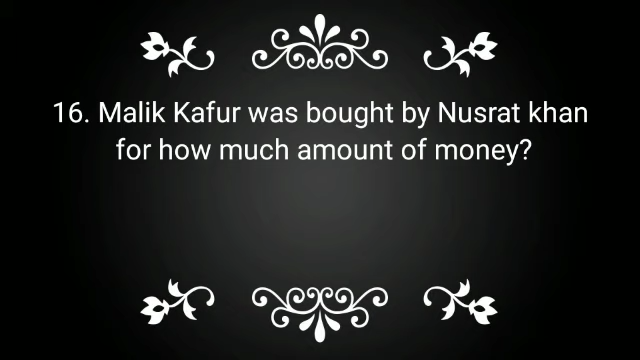 16. Malik Kafur was bought by Nusrat khan
for how much amount of money?